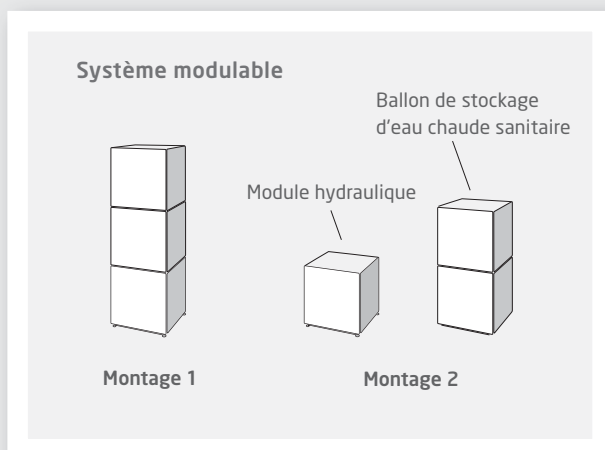 Système modulable
Ballon de stockage
d'eau chaude sanitaire
Module hydraulique
Montage 1
Montage 2